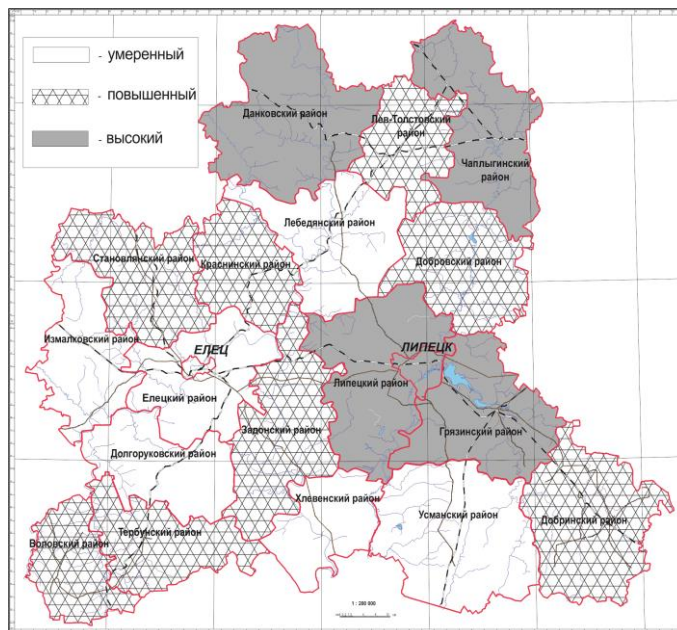 - умеренный
- повышенный
- высокий
Данковский район
Лев-Толстовский
район
Чаплыгинский
район
Лебедянский район
Становлянский район
Краснинский район
Добровский район
Измалковский район
ЕЛЕЦ
ЛИПЕЦК
Елецкий район
Липецкий район
Грязинский район
Задонский район
Долгоруковский район
Хлевенский район
Усманский район
Добринский район
Воловский район
Тербунский район
1 : 280 000